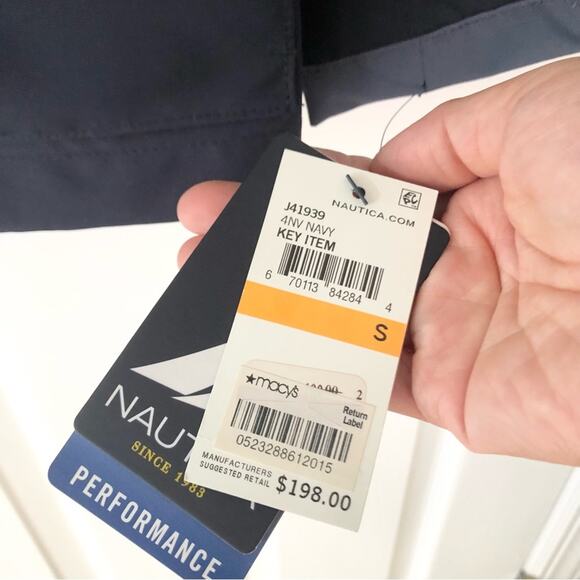 J41939
NAUTICA.COM
4NV NAVY
KEY ITEM
6 70113 84284 4
S
2
★macy's
Return
Label
0523288612015
MANUFACTURERS
SUGGESTED RETAIL $198.00
SINCE 1983
PERFORMANCE